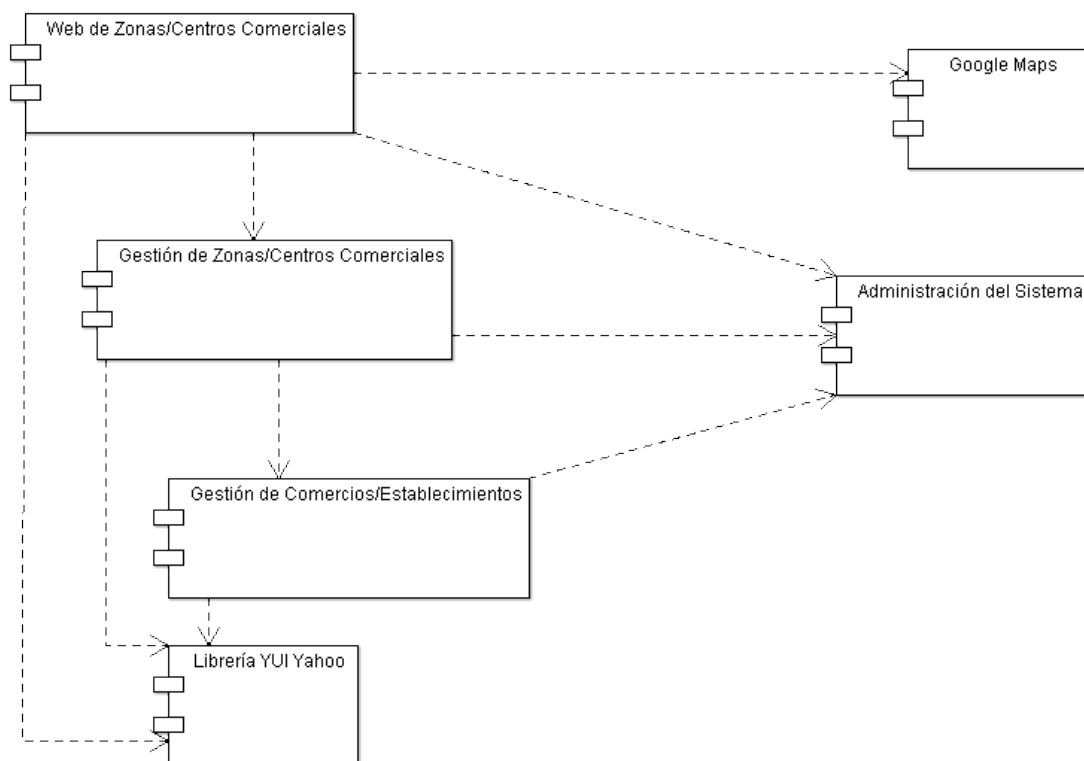 Web de Zonas/Centros Comerciales
Google Maps
Gestión de Zonas/Centros Comerciales
Administración del Sistema
Gestión de Comercios/Establecimientos
Librería YUI Yahoo